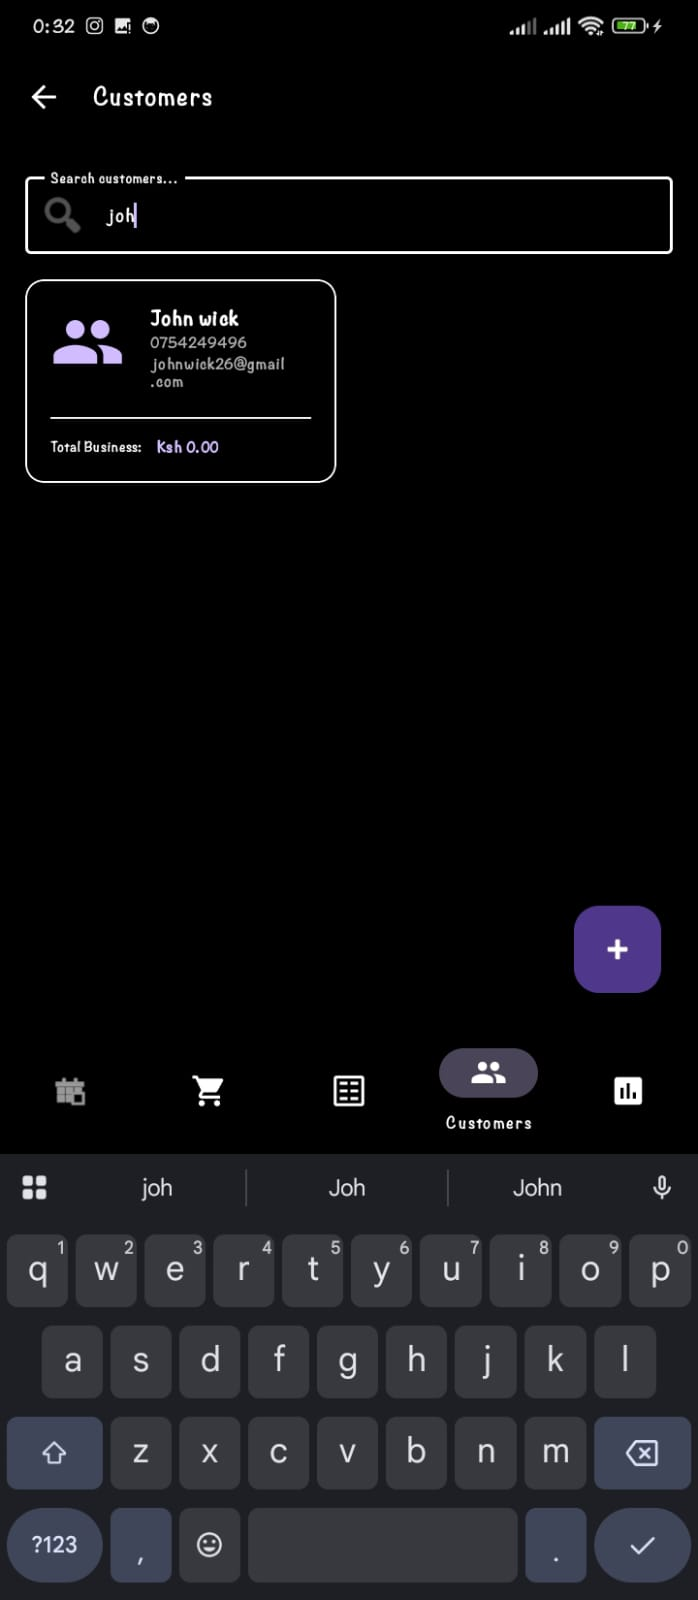 0:32
77
Customers
Search customers...
joh
John wick
0754249496
johnwick26@gmail
.com
Total Business: Ksh 0.00
+
Customers
joh Joh John
1 2 3 4 5 6 7 8 9 0
q w e r t y u i o p
a s d f g h j k l
z x c v b n m
?123 , .